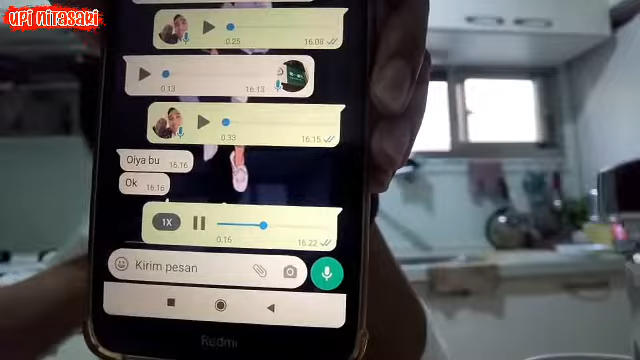 upi nitasari
0.25 16.08
0.13 16.13
0.33 16.15
Oiya bu 16.16
Ok 16.16
1X
0.16 16.22
Kirim pesan
Redmi